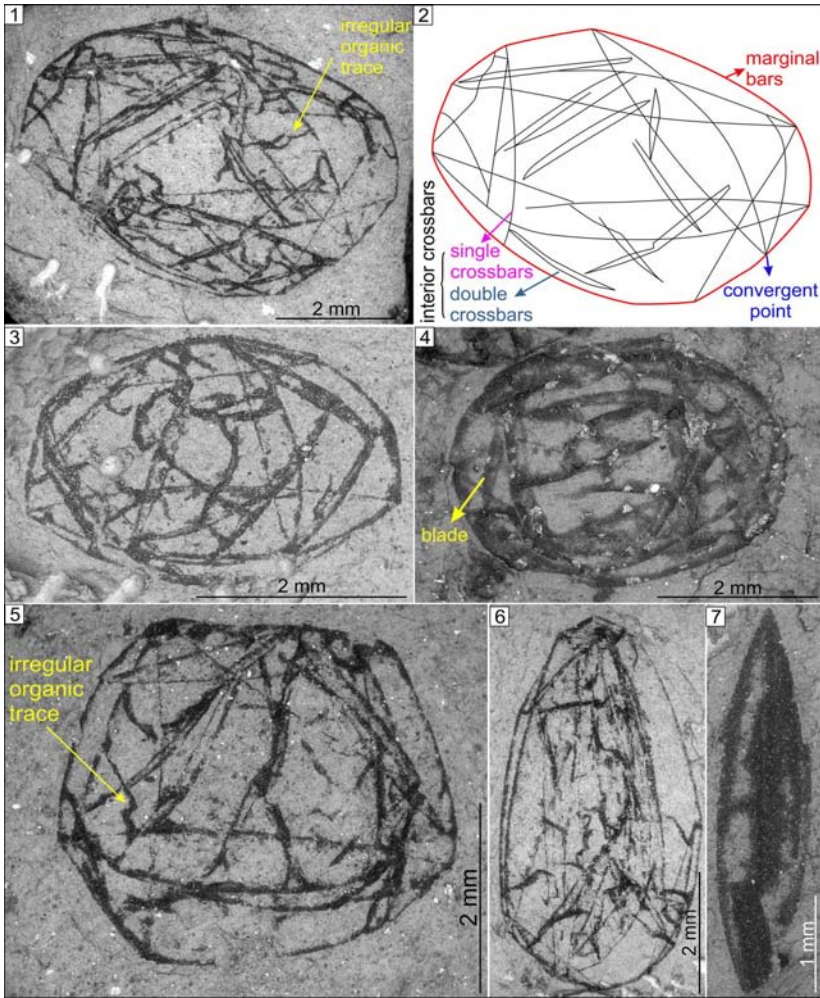 1
irregular
organic
trace
2 mm
2
marginal
bars
interior crossbars
single
crossbars
double
crossbars
convergent
point
3
2 mm
4
blade
2 mm
5
irregular
organic
trace
2 mm
6
2 mm
7
1 mm